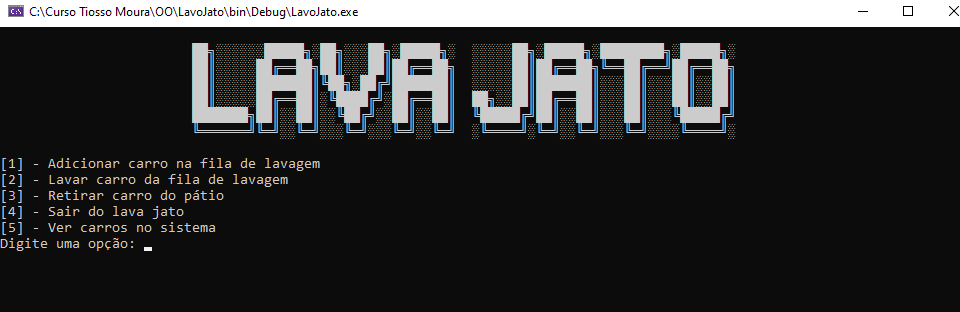 C:\Curso Tiosso Moura\OO\LavoJato\bin\Debug\LavoJato.exe
LAVA JATO
[1] - Adicionar carro na fila de lavagem
[2] - Lavar carro da fila de lavagem
[3] - Retirar carro do pátio
[4] - Sair do lava jato
[5] - Ver carros no sistema
Digite uma opção: